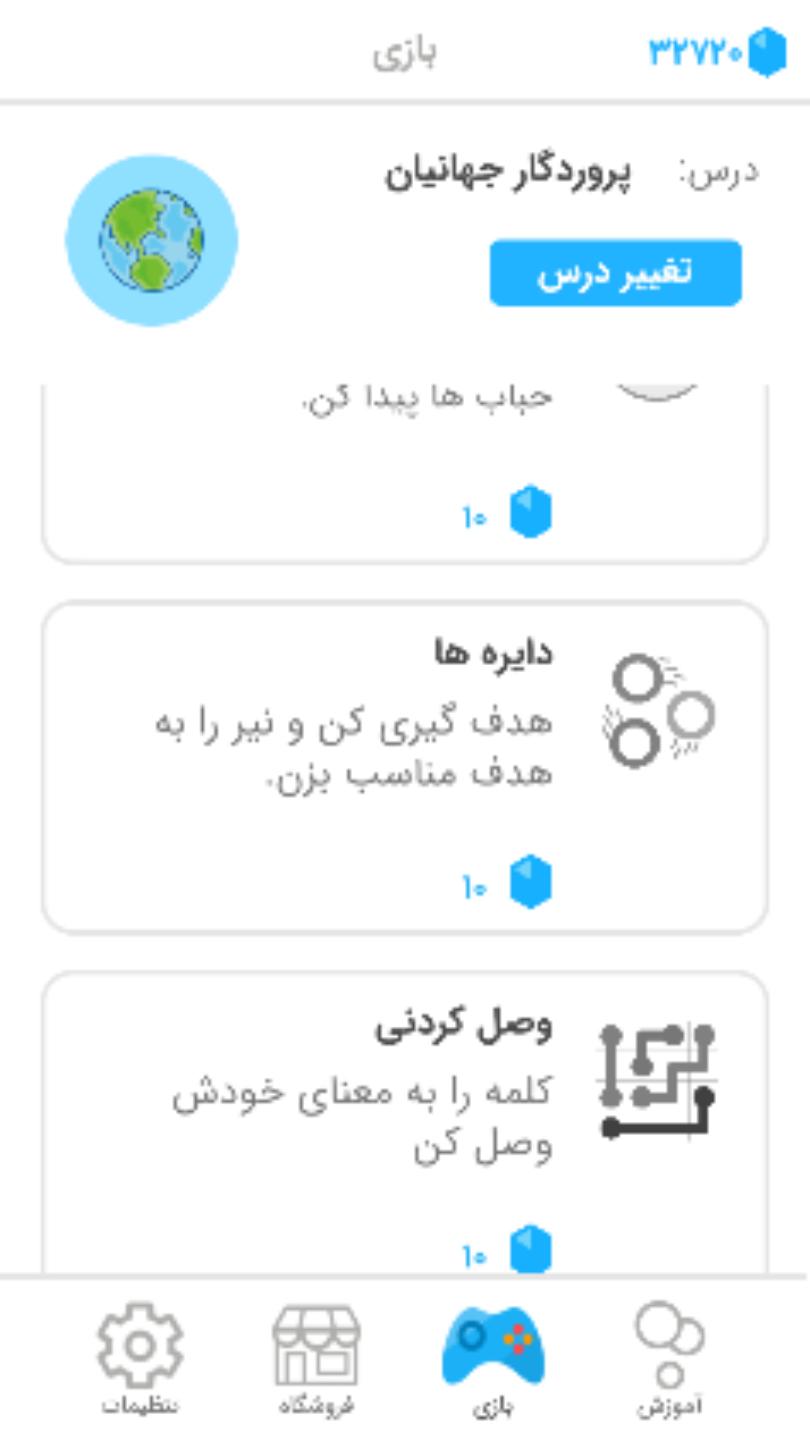 ۳۲۷۲۰
بازی
درس: پروردگار جهانیان
تغییر درس
حباب ها پیدا کن.
۱۰
دایره ها
هدف گیری کن و تیر را به
هدف مناسب بزن.
۱۰
وصل کردنی
کلمه را به معنای خودش
وصل کن
۱۰
آموزش
بازی
فروشگاه
تنظیمات